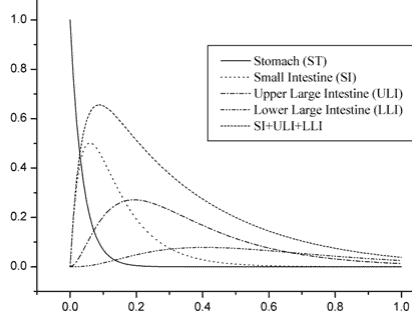 1.0
0.8
0.6
0.4
0.2
0.0
Stomach (ST)
Small Intestine (SI)
Upper Large Intestine (ULI)
Lower Large Intestine (LLI)
SI+ULI+LLI
0.0 0.2 0.4 0.6 0.8 1.0